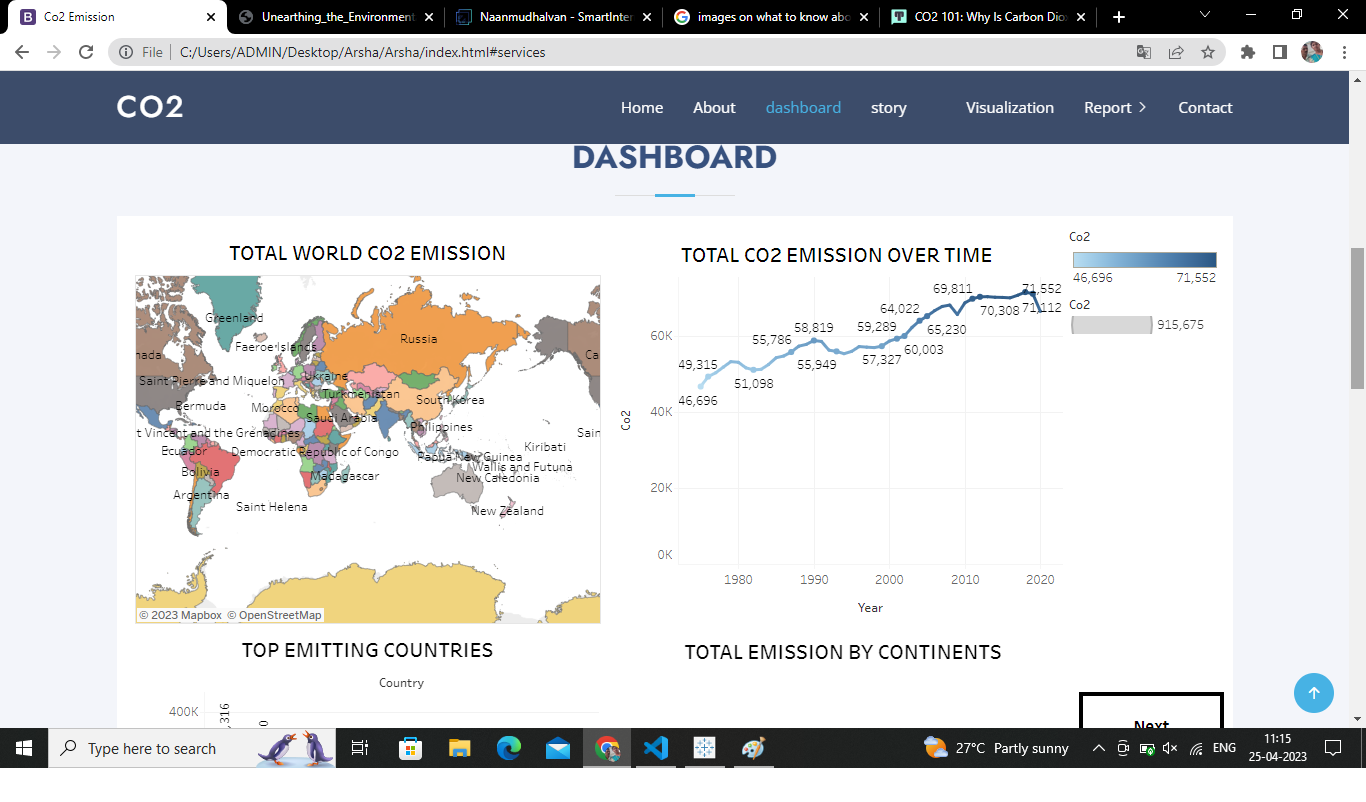 Co2 Emission
Unearthing_the_Environment
Naanmudhalvan - SmartInter
images on what to know abo
CO2 101: Why Is Carbon Dio
File
C:/Users/ADMIN/Desktop/Arsha/Arsha/index.html#services
CO2
Home About dashboard story Visualization Report Contact
DASHBOARD
TOTAL WORLD CO2 EMISSION
Greenland
Faeroe Islands
Russia
nada
Ca
Saint Pierre and Miquelon
Ukraine
Turkmenistan
South Korea
Bermuda
Morocco
Saudi Arabia
Philippines
t Vincent and the Grenadines
Sain
Ecuador
Democratic Republic of Congo
Kiribati
Papua New Guinea
Wallis and Futuna
Bolivia
Madagascar
New Caledonia
Argentina
Saint Helena
New Zealand
© 2023 Mapbox © OpenStreetMap
TOTAL CO2 EMISSION OVER TIME
Co2
60K
40K
20K
0K
49,315
46,696
51,098
55,786
58,819
55,949
59,289
57,327
64,022
60,003
69,811
65,230
70,308
71,552
71,112
1980 1990 2000 2010 2020
Year
Co2
46,696 71,552
Co2
915,675
TOP EMITTING COUNTRIES
Country
400K
,316
TOTAL EMISSION BY CONTINENTS
Next
Type here to search
27°C Partly sunny
ENG
11:15
25-04-2023